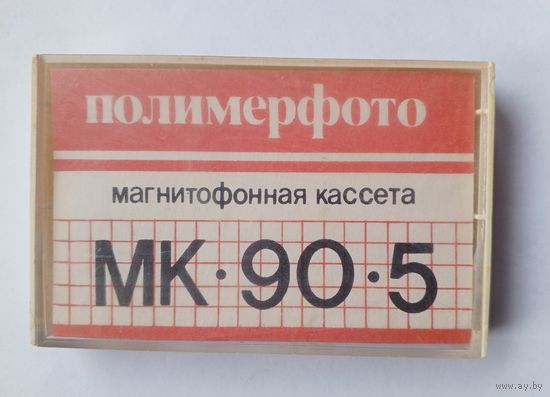 полимерфото
магнитофонная кассета
МК·90·5
www.ay.by